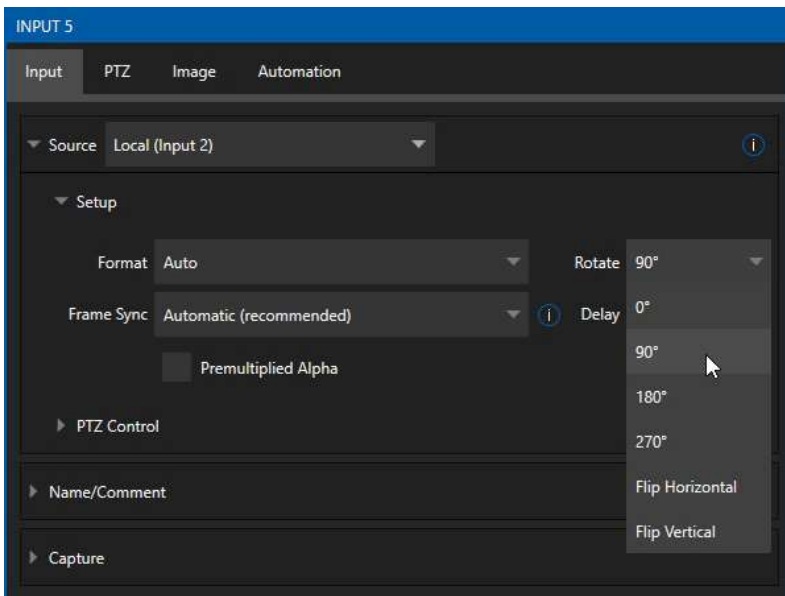 INPUT 5
Input PTZ Image Automation
Source Local (Input 2) i
Setup
Format Auto Rotate 90°
Frame Sync Automatic (recommended) i Delay 0°
90°
Premultiplied Alpha
180°
PTZ Control
270°
Name/Comment
Flip Horizontal
Flip Vertical
Capture